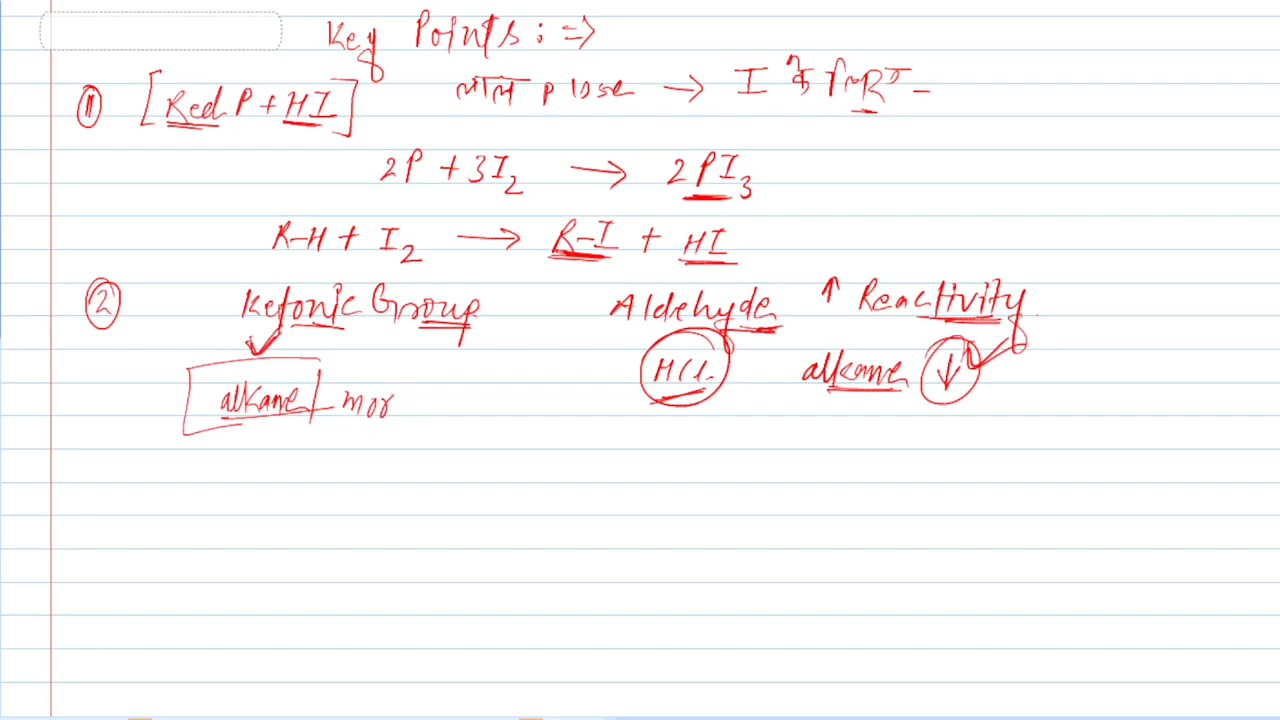 Key Points : ⇒
① [Red P + HI] लाल P use → I के
2P + 3I₂ → 2PI₃
R-H + I₂ → R-I + HI
② Ketonic Group Aldehyde ↑ Reactivity
alkane mor HCl. alkane ↓